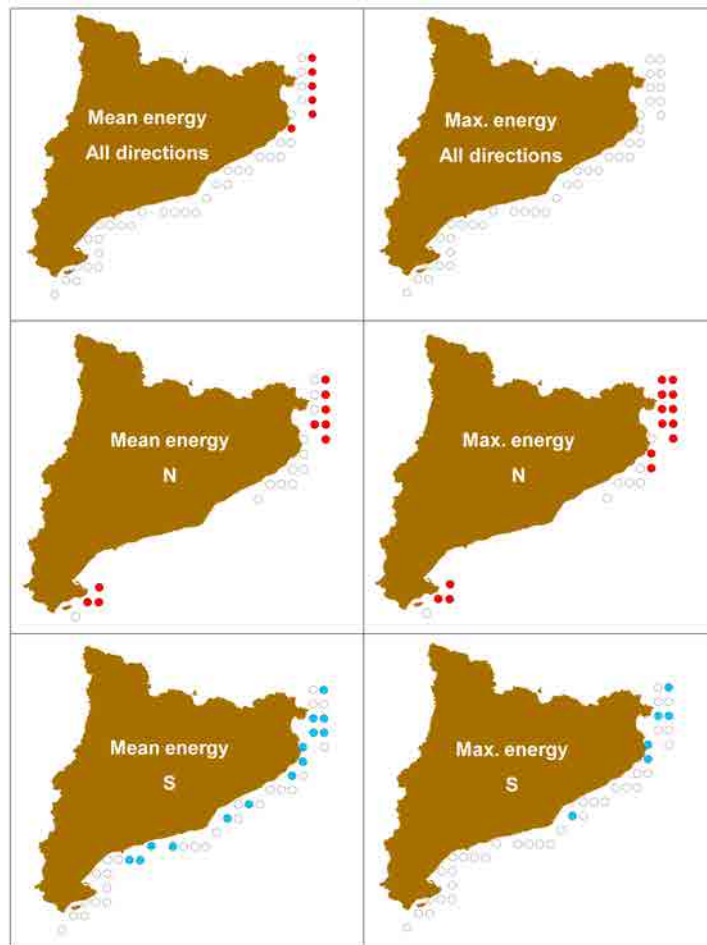 Mean energy
All directions
Max. energy
All directions
Mean energy
N
Max. energy
N
Mean energy
S
Max. energy
S